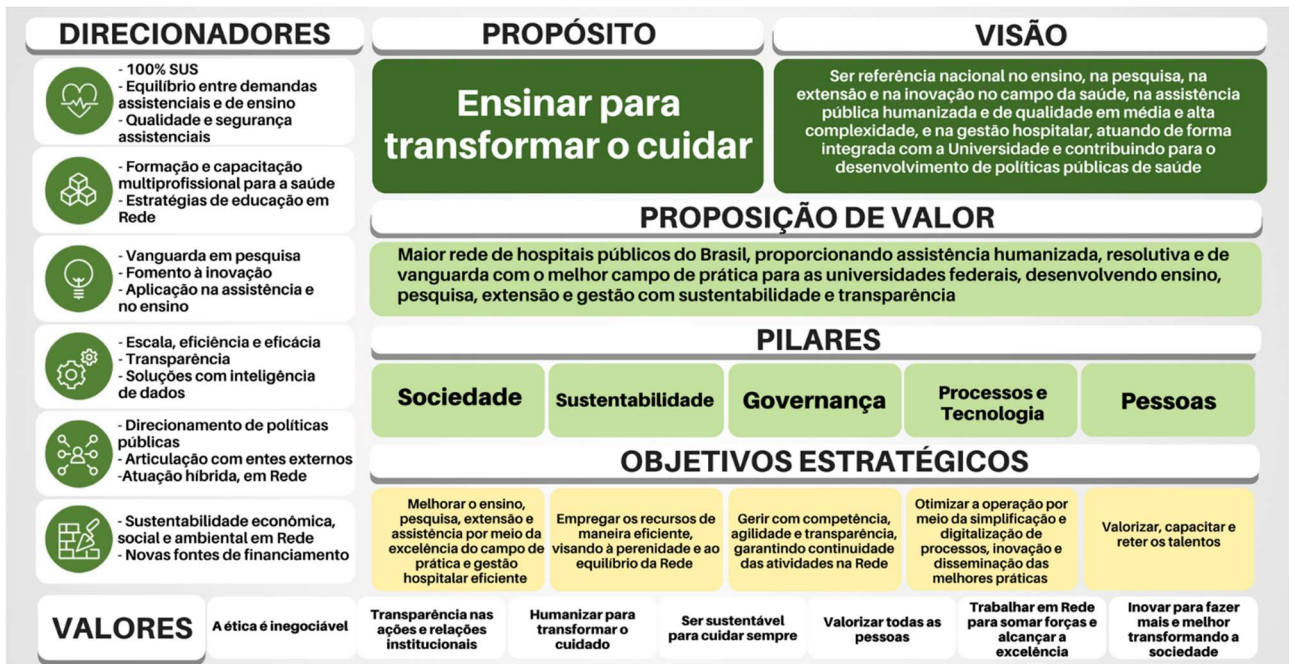 DIRECIONADORES
- 100% SUS
- Equilíbrio entre demandas
assistenciais e de ensino
- Qualidade e segurança
assistenciais
- Formação e capacitação
multiprofissional para a saúde
- Estratégias de educação em
Rede
- Vanguarda em pesquisa
- Fomento à inovação
- Aplicação na assistência e
no ensino
- Escala, eficiência e eficácia
- Transparência
- Soluções com inteligência
de dados
- Direcionamento de políticas
públicas
- Articulação com entes externos
-Atuação híbrida, em Rede
- Sustentabilidade econômica,
social e ambiental em Rede
- Novas fontes de financiamento
PROPÓSITO
Ensinar para
transformar o cuidar
VISÃO
Ser referência nacional no ensino, na pesquisa, na
extensão e na inovação no campo da saúde, na assistência
pública humanizada e de qualidade em média e alta
complexidade, e na gestão hospitalar, atuando de forma
integrada com a Universidade e contribuindo para o
desenvolvimento de políticas públicas de saúde
PROPOSIÇÃO DE VALOR
Maior rede de hospitais públicos do Brasil, proporcionando assistência humanizada, resolutiva e de
vanguarda com o melhor campo de prática para as universidades federais, desenvolvendo ensino,
pesquisa, extensão e gestão com sustentabilidade e transparência
PILARES
Sociedade
Sustentabilidade
Governança
Processos e
Tecnologia
Pessoas
OBJETIVOS ESTRATÉGICOS
Melhorar o ensino,
pesquisa, extensão e
assistência por meio da
excelência do campo de
prática e gestão
hospitalar eficiente
Empregar os recursos de
maneira eficiente,
visando à perenidade e ao
equilíbrio da Rede
Gerir com competência,
agilidade e transparência,
garantindo continuidade
das atividades na Rede
Otimizar a operação por
meio da simplificação e
digitalização de
processos, inovação e
disseminação das
melhores práticas
Valorizar, capacitar e
reter os talentos
VALORES
A ética é inegociável
Transparência nas
ações e relações
institucionais
Humanizar para
transformar o
cuidado
Ser sustentável
para cuidar sempre
Valorizar todas as
pessoas
Trabalhar em Rede
para somar forças e
alcançar a
excelência
Inovar para fazer
mais e melhor
transformando a
sociedade